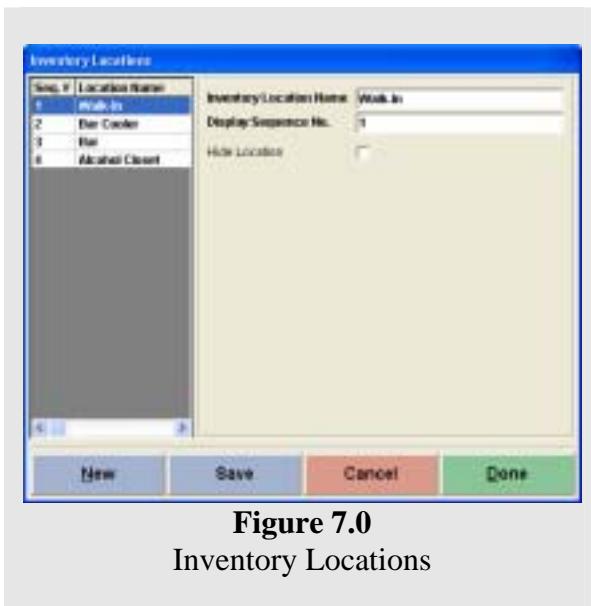 Inventory Locations
Seq. # Location Name
1 Walk-In
2 Bar Cooler
3 Bar
4 Alcohol Closet
Inventory Location Name Walk-In
Display Sequence No. 1
Hide Location
New Save Cancel Done
Figure 7.0
Inventory Locations